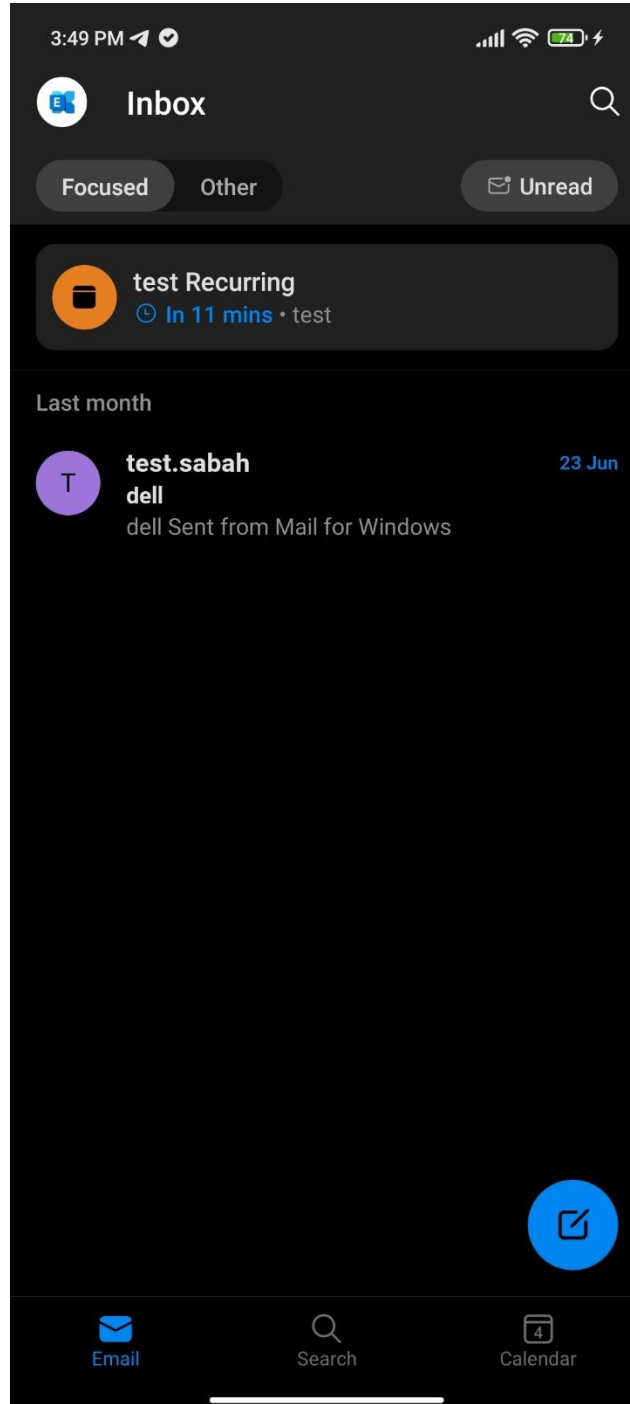 3:49 PM
74
E
Inbox
Focused
Other
Unread
test Recurring
In 11 mins • test
Last month
T
test.sabah
23 Jun
dell
dell Sent from Mail for Windows
4
Email
Search
Calendar